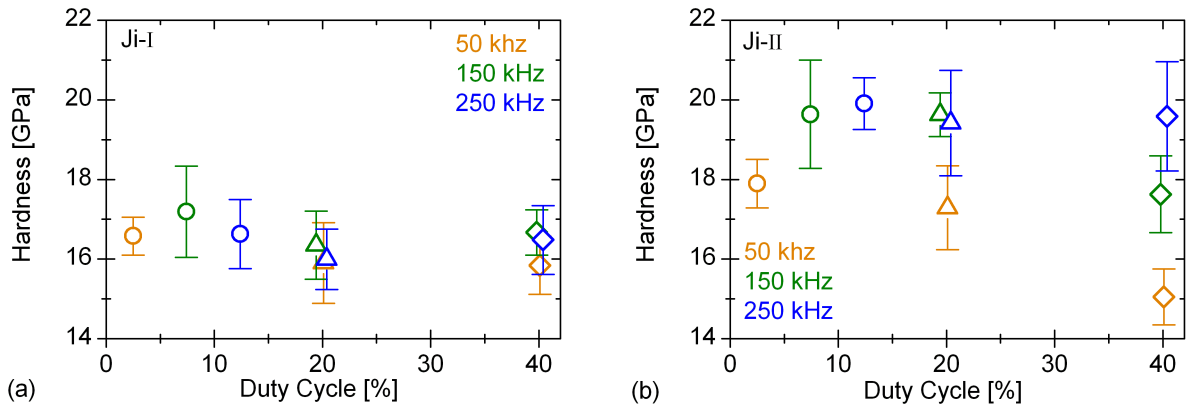 Ji-I
50 khz
150 kHz
250 kHz
Hardness [GPa]
22
20
18
16
14
0 10 20 30 40
Duty Cycle [%]
(a)
Ji-II
50 khz
150 kHz
250 kHz
Hardness [GPa]
22
20
18
16
14
0 10 20 30 40
Duty Cycle [%]
(b)